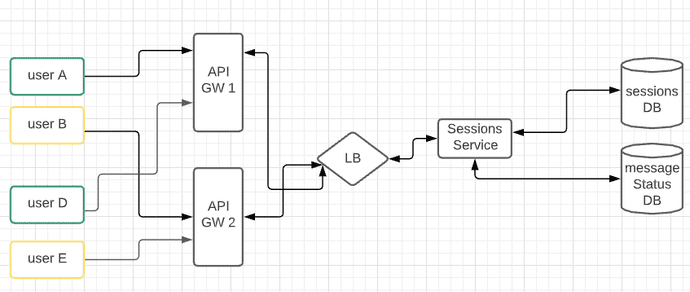 user A
user B
user D
user E
API
GW 1
API
GW 2
LB
Sessions
Service
sessions
DB
message
Status
DB